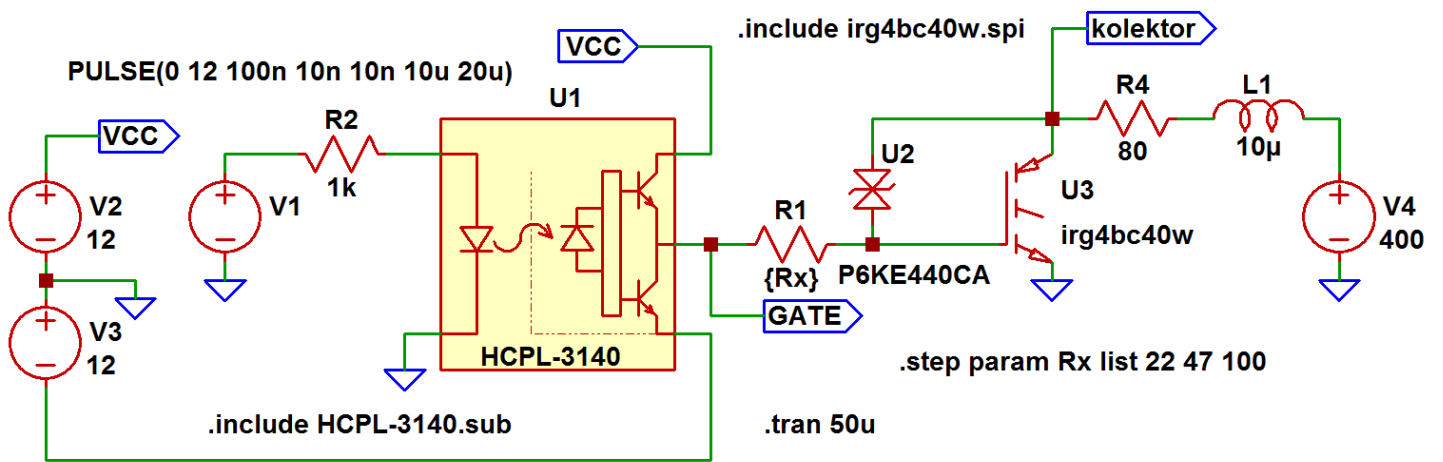 .include irg4bc40w.spi
kolektor
VCC
PULSE(0 12 100n 10n 10n 10u 20u)
U1
R4
L1
R2
VCC
80
10µ
1k
U2
U3
V2
12
V1
R1
V4
400
irg4bc40w
{Rx}
P6KE440CA
GATE
V3
12
HCPL-3140
.step param Rx list 22 47 100
.include HCPL-3140.sub
.tran 50u